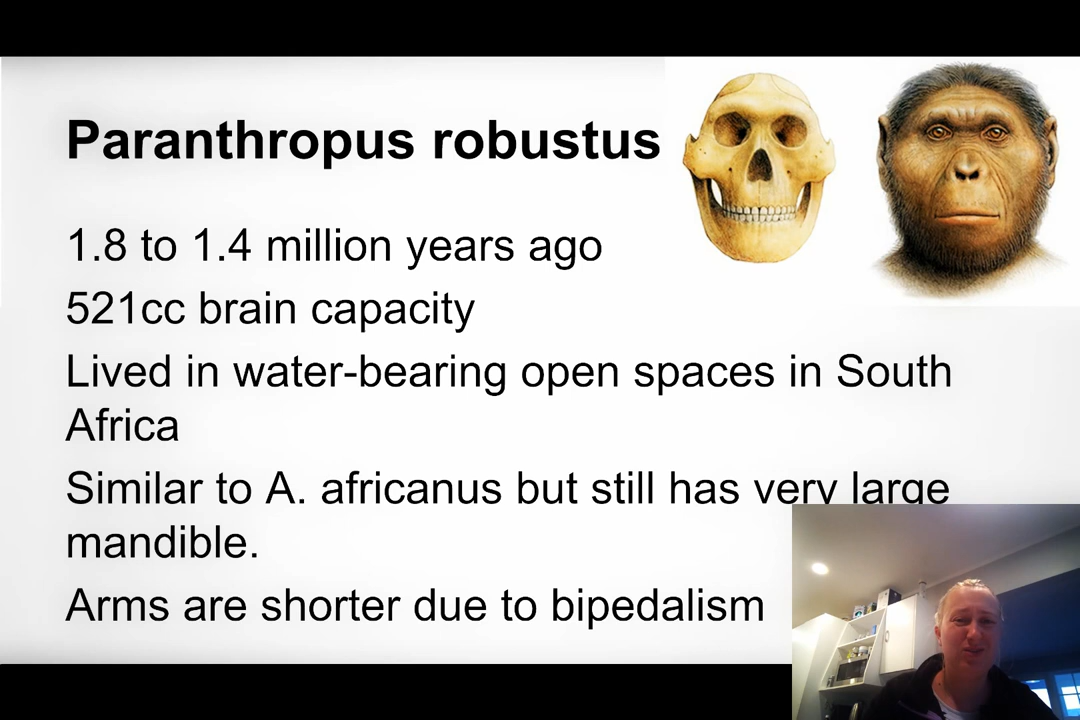 Paranthropus robustus
1.8 to 1.4 million years ago
521cc brain capacity
Lived in water-bearing open spaces in South
Africa
Similar to A. africanus but still has very large
mandible.
Arms are shorter due to bipedalism